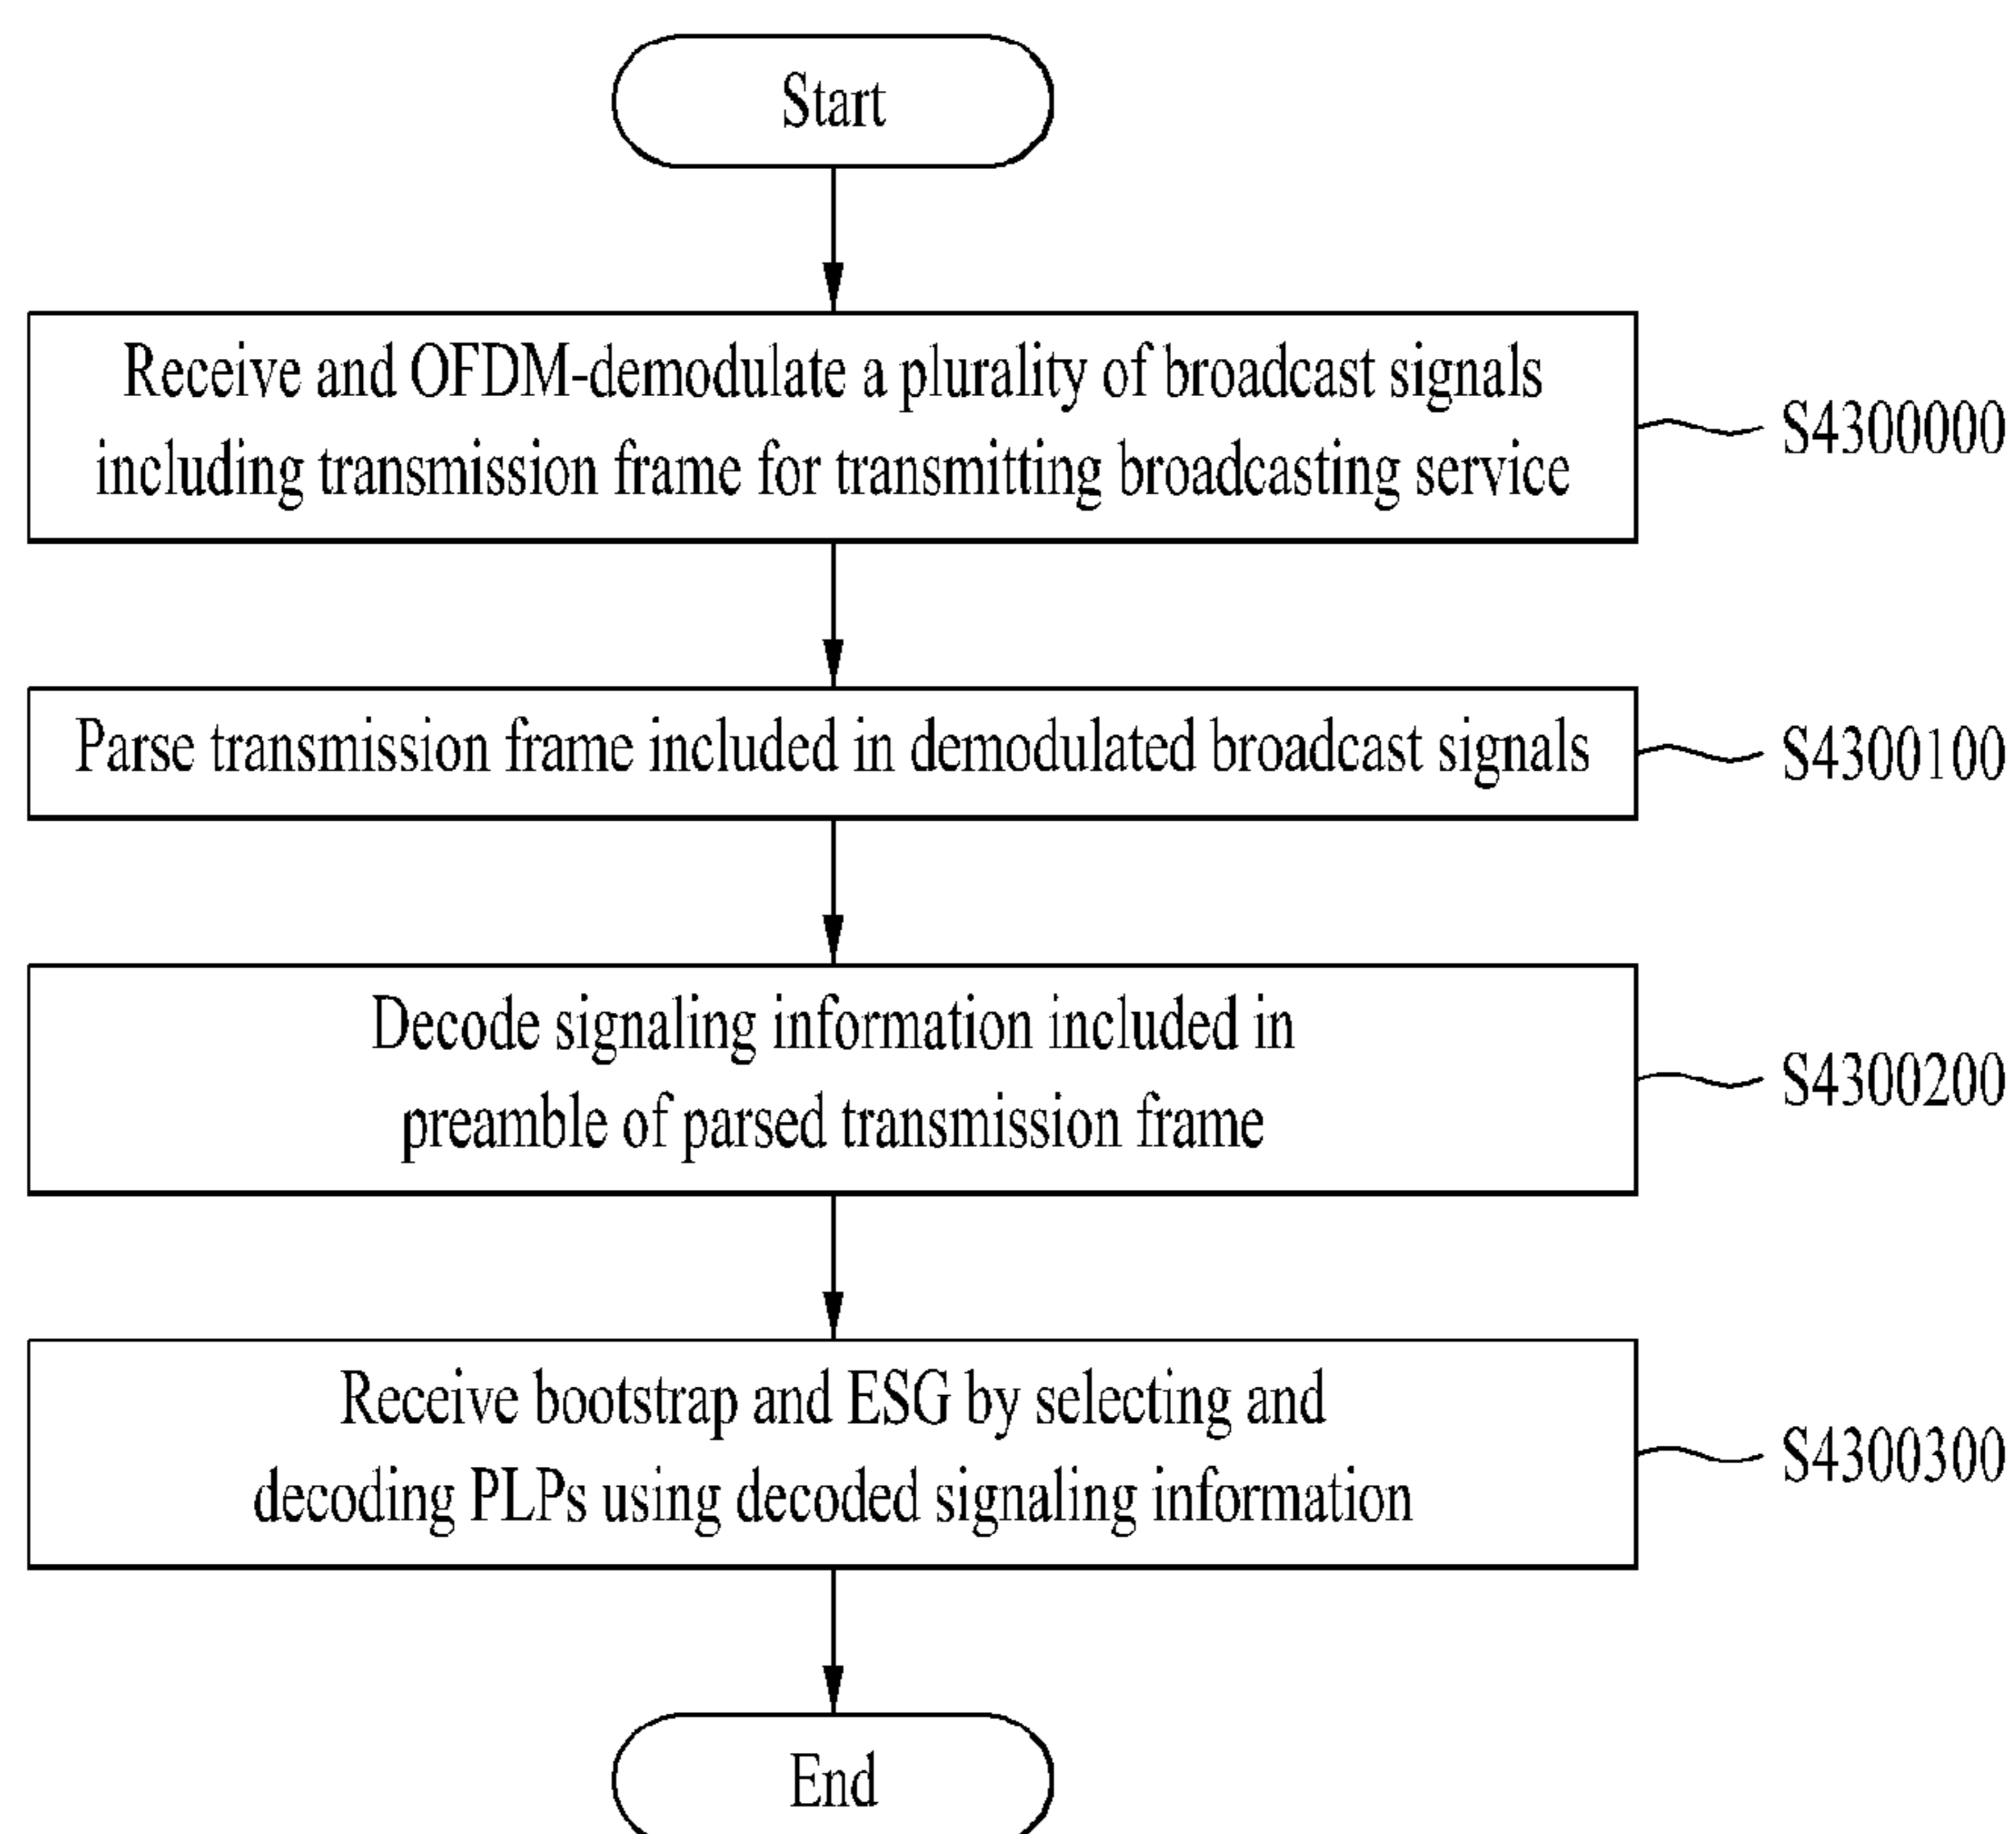 Start
Receive and OFDM-demodulate a plurality of broadcast signals
including transmission frame for transmitting broadcasting service
S4300000
Parse transmission frame included in demodulated broadcast signals
S4300100
Decode signaling information included in
preamble of parsed transmission frame
S4300200
Receive bootstrap and ESG by selecting and
decoding PLPs using decoded signaling information
S4300300
End